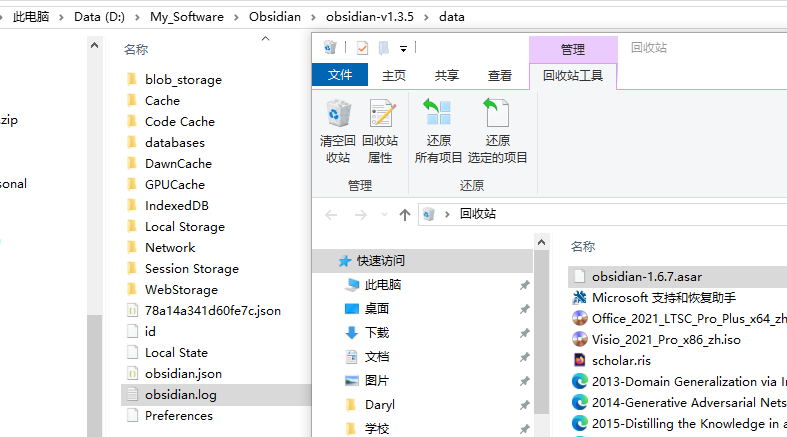 此电脑 > Data (D:) > My_Software > Obsidian > obsidian-v1.3.5 > data
名称
blob_storage
Cache
Code Cache
databases
DawnCache
GPUCache
IndexedDB
Local Storage
Network
Session Storage
WebStorage
78a14a341d60fe7c.json
id
Local State
obsidian.json
obsidian.log
Preferences
.zip
sonal
管理
回收站
文件
主页
共享
查看
回收站工具
清空回
收站
回收站
属性
还原
所有项目
还原
选定的项目
管理
还原
回收站
快速访问
此电脑
桌面
下载
文档
图片
Daryl
学校
名称
obsidian-1.6.7.asar
Microsoft 支持和恢复助手
Office_2021_LTSC_Pro_Plus_x64_zh
Visio_2021_Pro_x86_zh.iso
scholar.ris
2013-Domain Generalization via In
2014-Generative Adversarial Nets
2015-Distilling the Knowledge in a